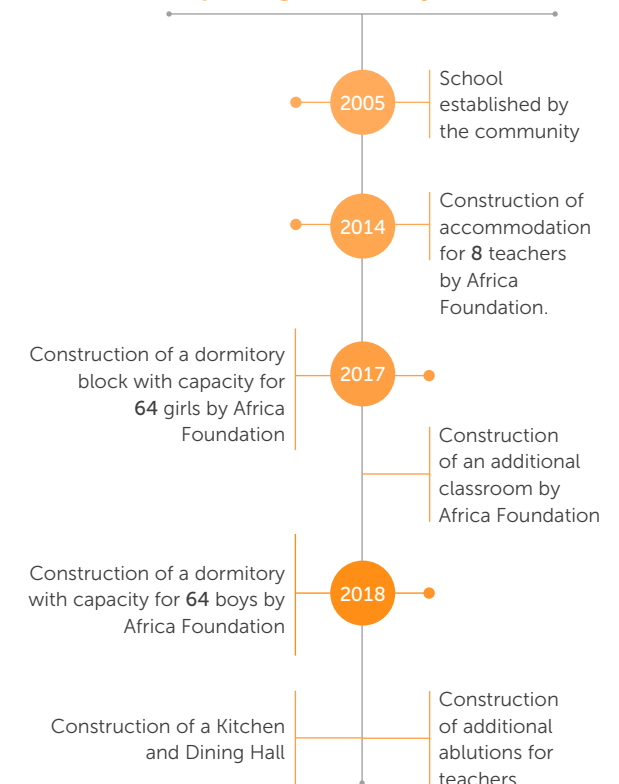 2005
School
established by
the community
2014
Construction of
accommodation
for 8 teachers
by Africa
Foundation.
2017
Construction of a dormitory
block with capacity for
64 girls by Africa
Foundation
Construction
of an additional
classroom by
Africa Foundation
2018
Construction of a dormitory
with capacity for 64 boys by
Africa Foundation
Construction of a Kitchen
and Dining Hall
Construction
of additional
ablutions for
teachers